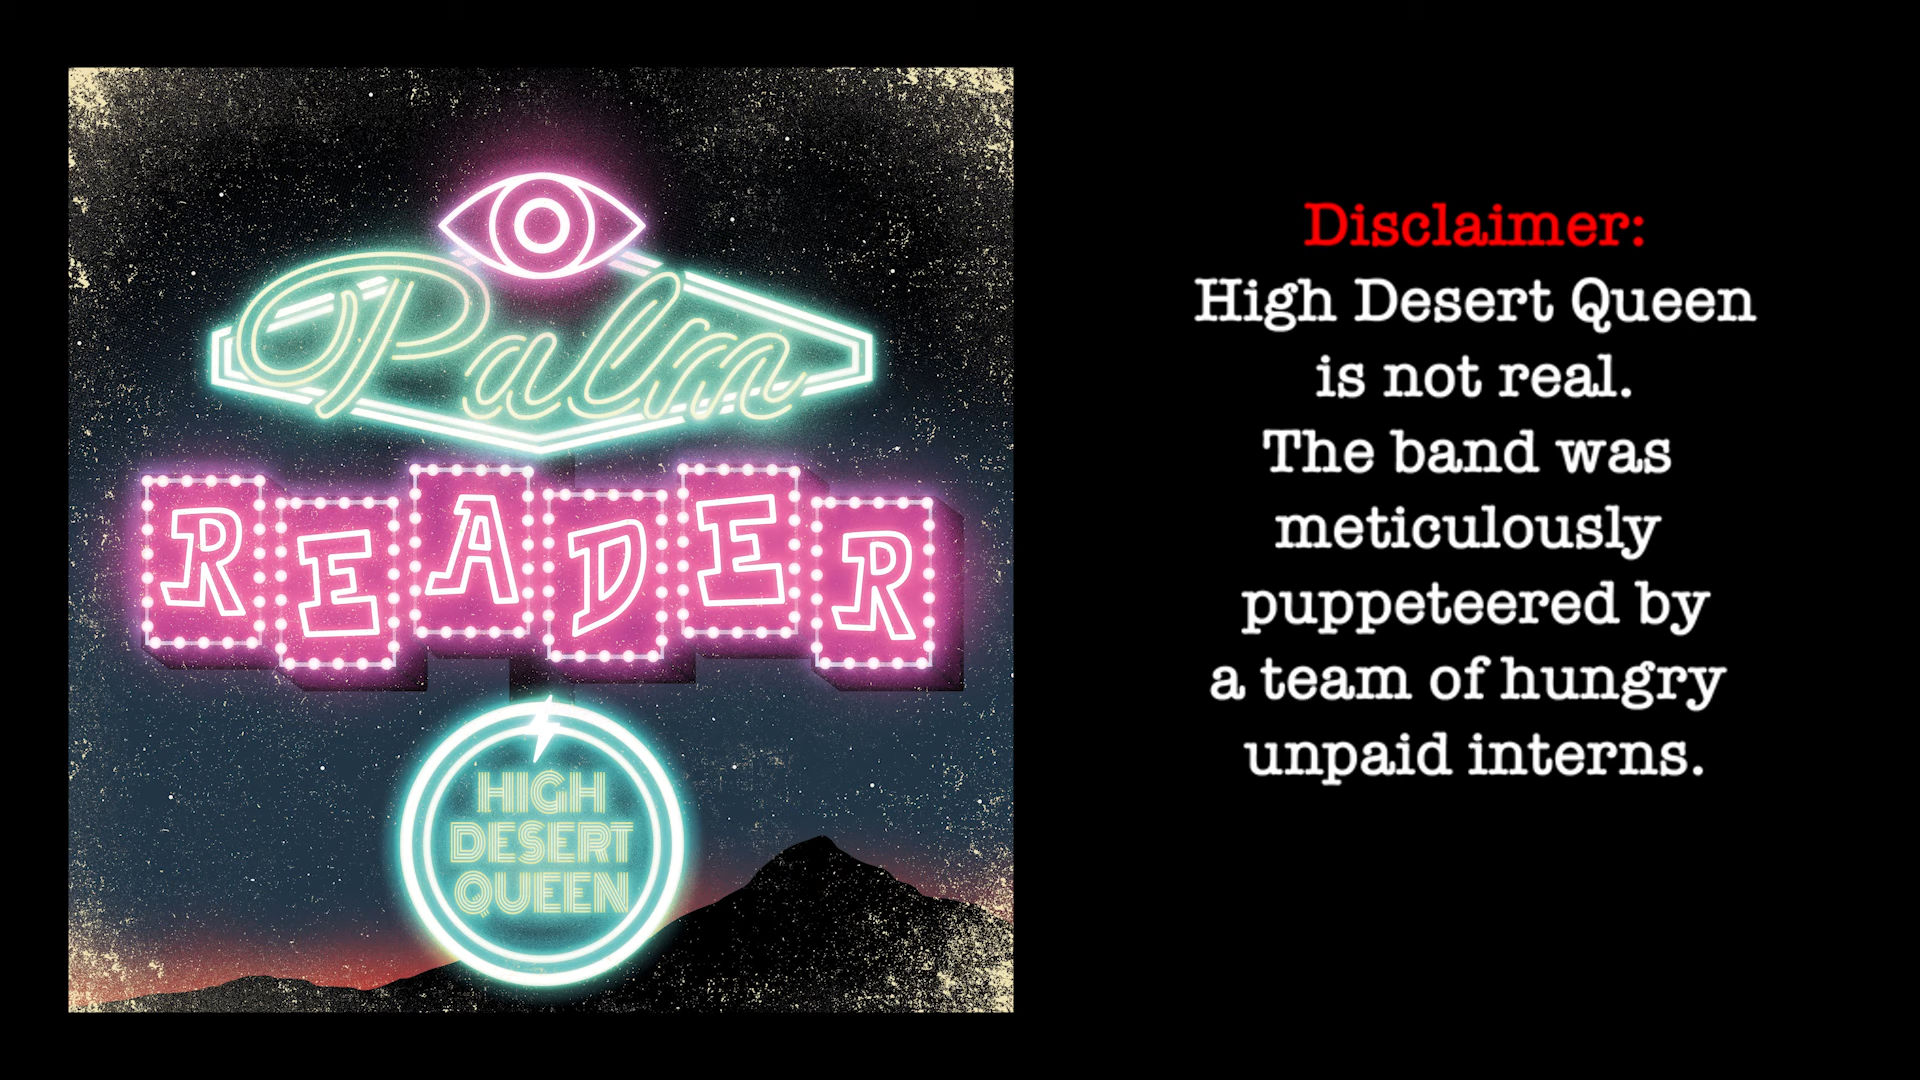 Palm
READER
HIGH
DESERT
QUEEN
Disclaimer:
High Desert Queen
is not real.
The band was
meticulously
puppeteered by
a team of hungry
unpaid interns.